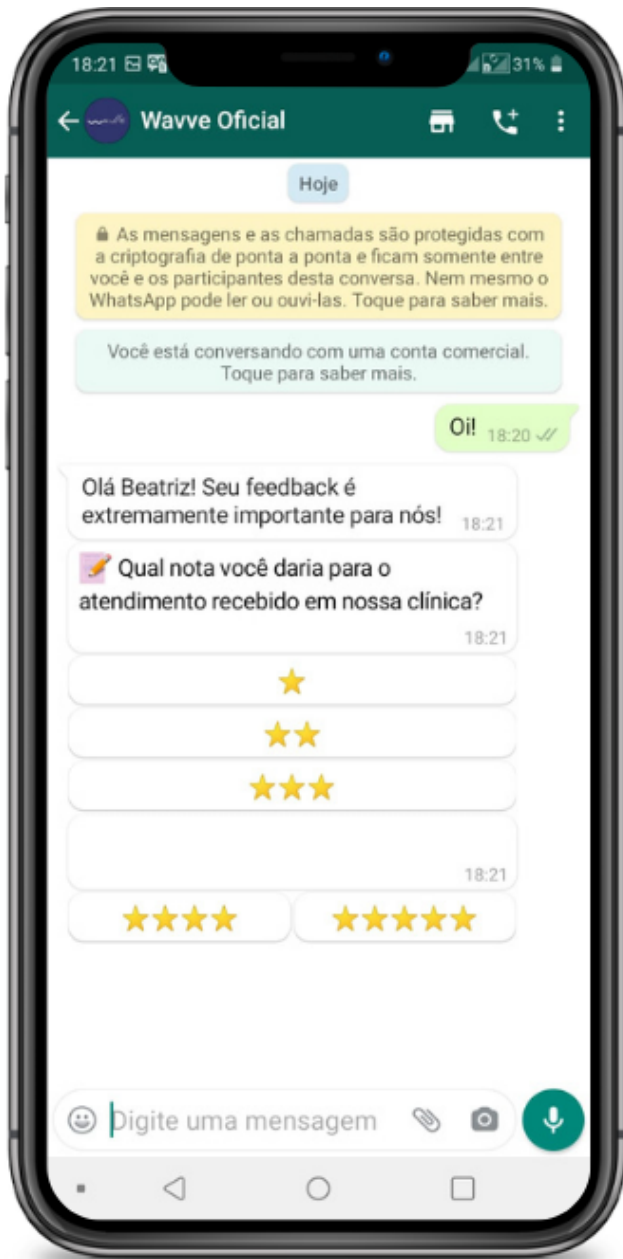 18:21
31%
Wavve Oficial
Hoje
As mensagens e as chamadas são protegidas com
a criptografia de ponta a ponta e ficam somente entre
você e os participantes desta conversa. Nem mesmo o
WhatsApp pode ler ou ouvi-las. Toque para saber mais.
Você está conversando com uma conta comercial.
Toque para saber mais.
Oi! 18:20
Olá Beatriz! Seu feedback é
extremamente importante para nós! 18:21
Qual nota você daria para o
atendimento recebido em nossa clínica?
18:21
18:21
Digite uma mensagem